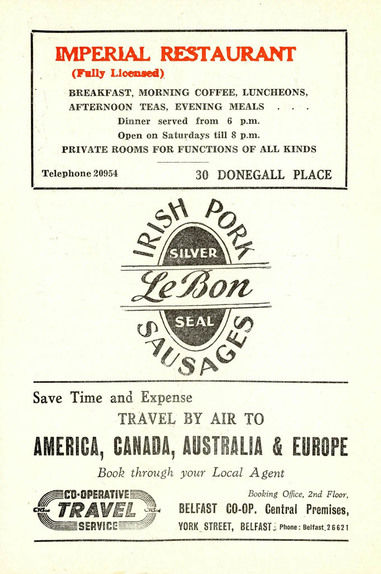 IMPERIAL RESTAURANT
(Fully Licensed)
BREAKFAST, MORNING COFFEE, LUNCHEONS,
AFTERNOON TEAS, EVENING MEALS . . .
Dinner served from 6 p.m.
Open on Saturdays till 8 p.m.
PRIVATE ROOMS FOR FUNCTIONS OF ALL KINDS
Telephone 20954 30 DONEGALL PLACE
IRISH PORK
SILVER
LeBon
SEAL
SAUSAGES
Save Time and Expense
TRAVEL BY AIR TO
AMERICA, CANADA, AUSTRALIA & EUROPE
Book through your Local Agent
CO-OPERATIVE
TRAVEL
SERVICE
Booking Office, 2nd Floor,
BELFAST CO-OP. Central Premises,
YORK STREET, BELFAST; Phone: Belfast 26621